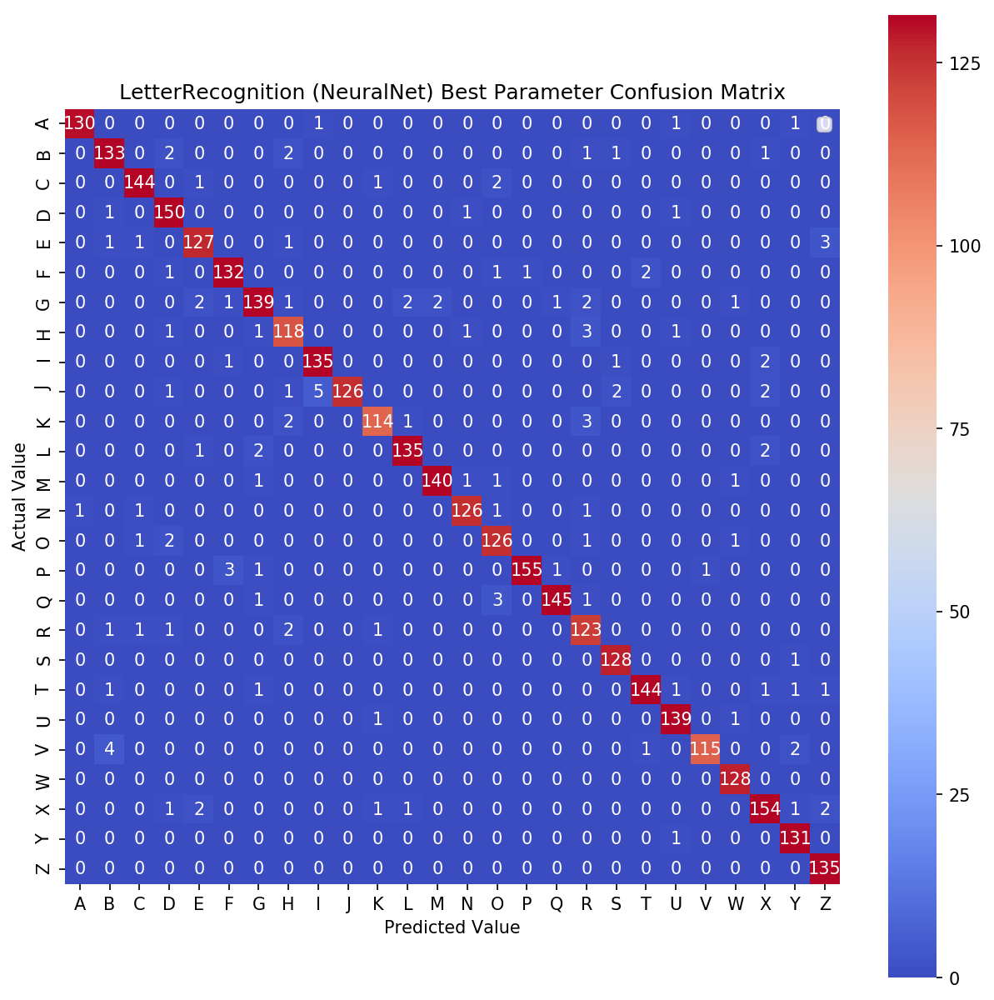 LetterRecognition (NeuralNet) Best Parameter Confusion Matrix
A 130 0 0 0 0 0 0 0 1 0 0 0 0 0 0 0 0 0 0 0 1 0 0 0 1 0
B 0 133 0 2 0 0 0 2 0 0 0 0 0 0 0 0 0 1 1 0 0 0 0 1 0 0
C 0 0 144 0 1 0 0 0 0 0 1 0 0 0 2 0 0 0 0 0 0 0 0 0 0 0
D 0 1 0 150 0 0 0 0 0 0 0 0 0 1 0 0 0 0 0 0 1 0 0 0 0 0
E 0 1 1 0 127 0 0 1 0 0 0 0 0 0 0 0 0 0 0 0 0 0 0 0 0 3
F 0 0 0 1 0 132 0 0 0 0 0 0 0 0 1 1 0 0 0 2 0 0 0 0 0 0
G 0 0 0 0 2 1 139 1 0 0 0 2 2 0 0 0 1 2 0 0 0 0 1 0 0 0
H 0 0 0 1 0 0 1 118 0 0 0 0 0 1 0 0 0 3 0 0 1 0 0 0 0 0
I 0 0 0 0 0 1 0 0 135 0 0 0 0 0 0 0 0 0 1 0 0 0 0 2 0 0
J 0 0 0 1 0 0 0 1 5 126 0 0 0 0 0 0 0 0 2 0 0 0 0 2 0 0
K 0 0 0 0 0 0 0 2 0 0 114 1 0 0 0 0 0 3 0 0 0 0 0 0 0 0
L 0 0 0 0 1 0 2 0 0 0 0 135 0 0 0 0 0 0 0 0 0 0 0 2 0 0
M 0 0 0 0 0 0 1 0 0 0 0 0 140 1 1 0 0 0 0 0 0 0 1 0 0 0
N 1 0 1 0 0 0 0 0 0 0 0 0 0 126 1 0 0 1 0 0 0 0 0 0 0 0
O 0 0 1 2 0 0 0 0 0 0 0 0 0 0 126 0 0 1 0 0 0 0 1 0 0 0
P 0 0 0 0 0 3 1 0 0 0 0 0 0 0 0 155 1 0 0 0 0 1 0 0 0 0
Q 0 0 0 0 0 0 1 0 0 0 0 0 0 0 3 0 145 1 0 0 0 0 0 0 0 0
R 0 1 1 1 0 0 0 2 0 0 1 0 0 0 0 0 0 123 0 0 0 0 0 0 0 0
S 0 0 0 0 0 0 0 0 0 0 0 0 0 0 0 0 0 0 128 0 0 0 0 0 1 0
T 0 1 0 0 0 0 1 0 0 0 0 0 0 0 0 0 0 0 0 144 1 0 0 1 1 1
U 0 0 0 0 0 0 0 0 0 0 1 0 0 0 0 0 0 0 0 0 139 0 1 0 0 0
V 0 4 0 0 0 0 0 0 0 0 0 0 0 0 0 0 0 0 0 1 0 115 0 0 2 0
W 0 0 0 0 0 0 0 0 0 0 0 0 0 0 0 0 0 0 0 0 0 0 128 0 0 0
X 0 0 0 1 2 0 0 0 0 0 1 1 0 0 0 0 0 0 0 0 0 0 0 154 1 2
Y 0 0 0 0 0 0 0 0 0 0 0 0 0 0 0 0 0 0 0 0 1 0 0 0 131 0
Z 0 0 0 0 0 0 0 0 0 0 0 0 0 0 0 0 0 0 0 0 0 0 0 0 0 135
A B C D E F G H I J K L M N O P Q R S T U V W X Y Z
Predicted Value
Actual Value
125
100
75
50
25
0